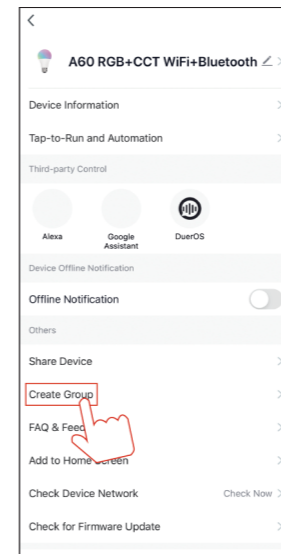 A60 RGB+CCT WiFi+Bluetooth
Device Information
Tap-to-Run and Automation
Third-party Control
Alexa
Google
Assistant
DuerOS
Device Offline Notification
Offline Notification
Others
Share Device
Create Group
FAQ & Feed
Add to Home Screen
Check Device Network Check Now
Check for Firmware Update